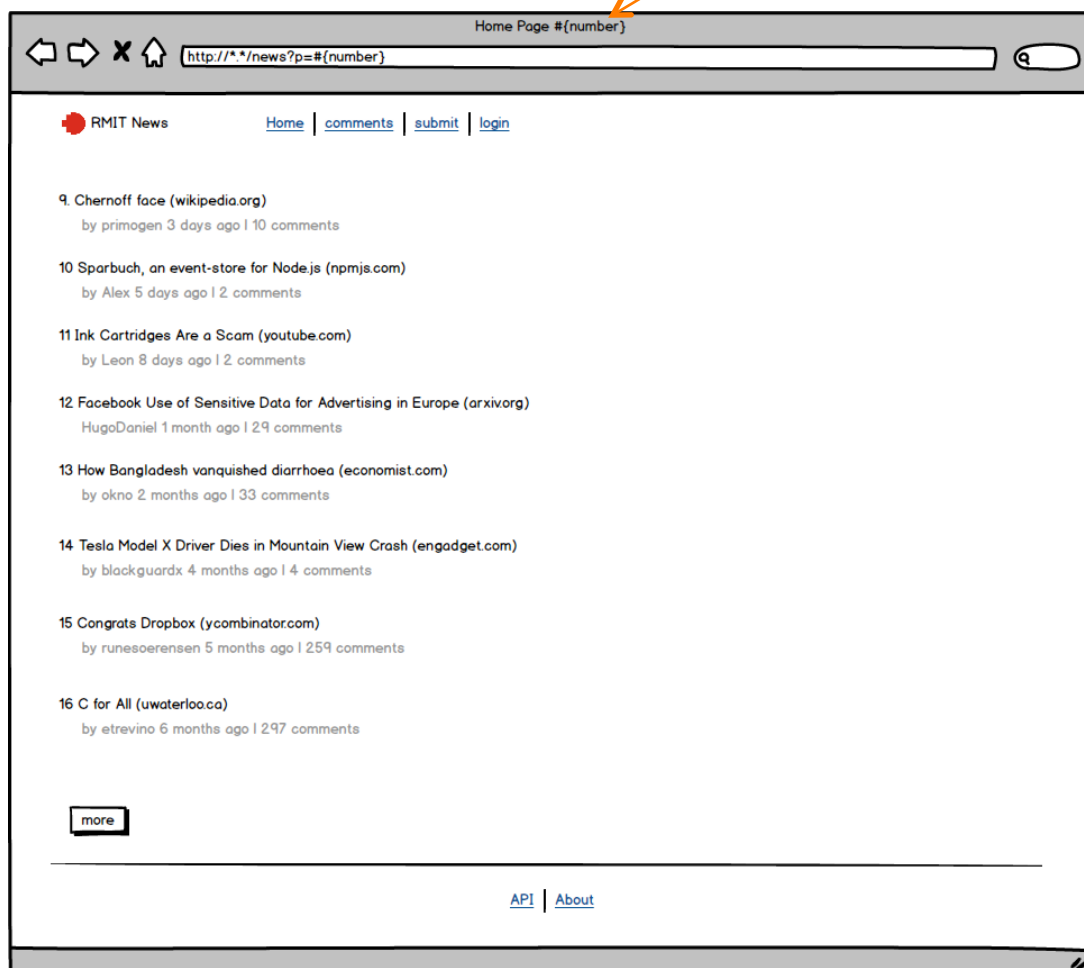 Home Page #{number}
http://*.*/news?p=#{number}
RMIT News Home comments submit login
9. Chernoff face (wikipedia.org)
by primogen 3 days ago | 10 comments
10 Sparbuch, an event-store for Node.js (npmjs.com)
by Alex 5 days ago | 2 comments
11 Ink Cartridges Are a Scam (youtube.com)
by Leon 8 days ago | 2 comments
12 Facebook Use of Sensitive Data for Advertising in Europe (arxiv.org)
HugoDaniel 1 month ago | 29 comments
13 How Bangladesh vanquished diarrhoea (economist.com)
by okno 2 months ago | 33 comments
14 Tesla Model X Driver Dies in Mountain View Crash (engadget.com)
by blackguardx 4 months ago | 4 comments
15 Congrats Dropbox (ycombinator.com)
by runesoerensen 5 months ago | 259 comments
16 C for All (uwaterloo.ca)
by etrevino 6 months ago | 297 comments
more
API About